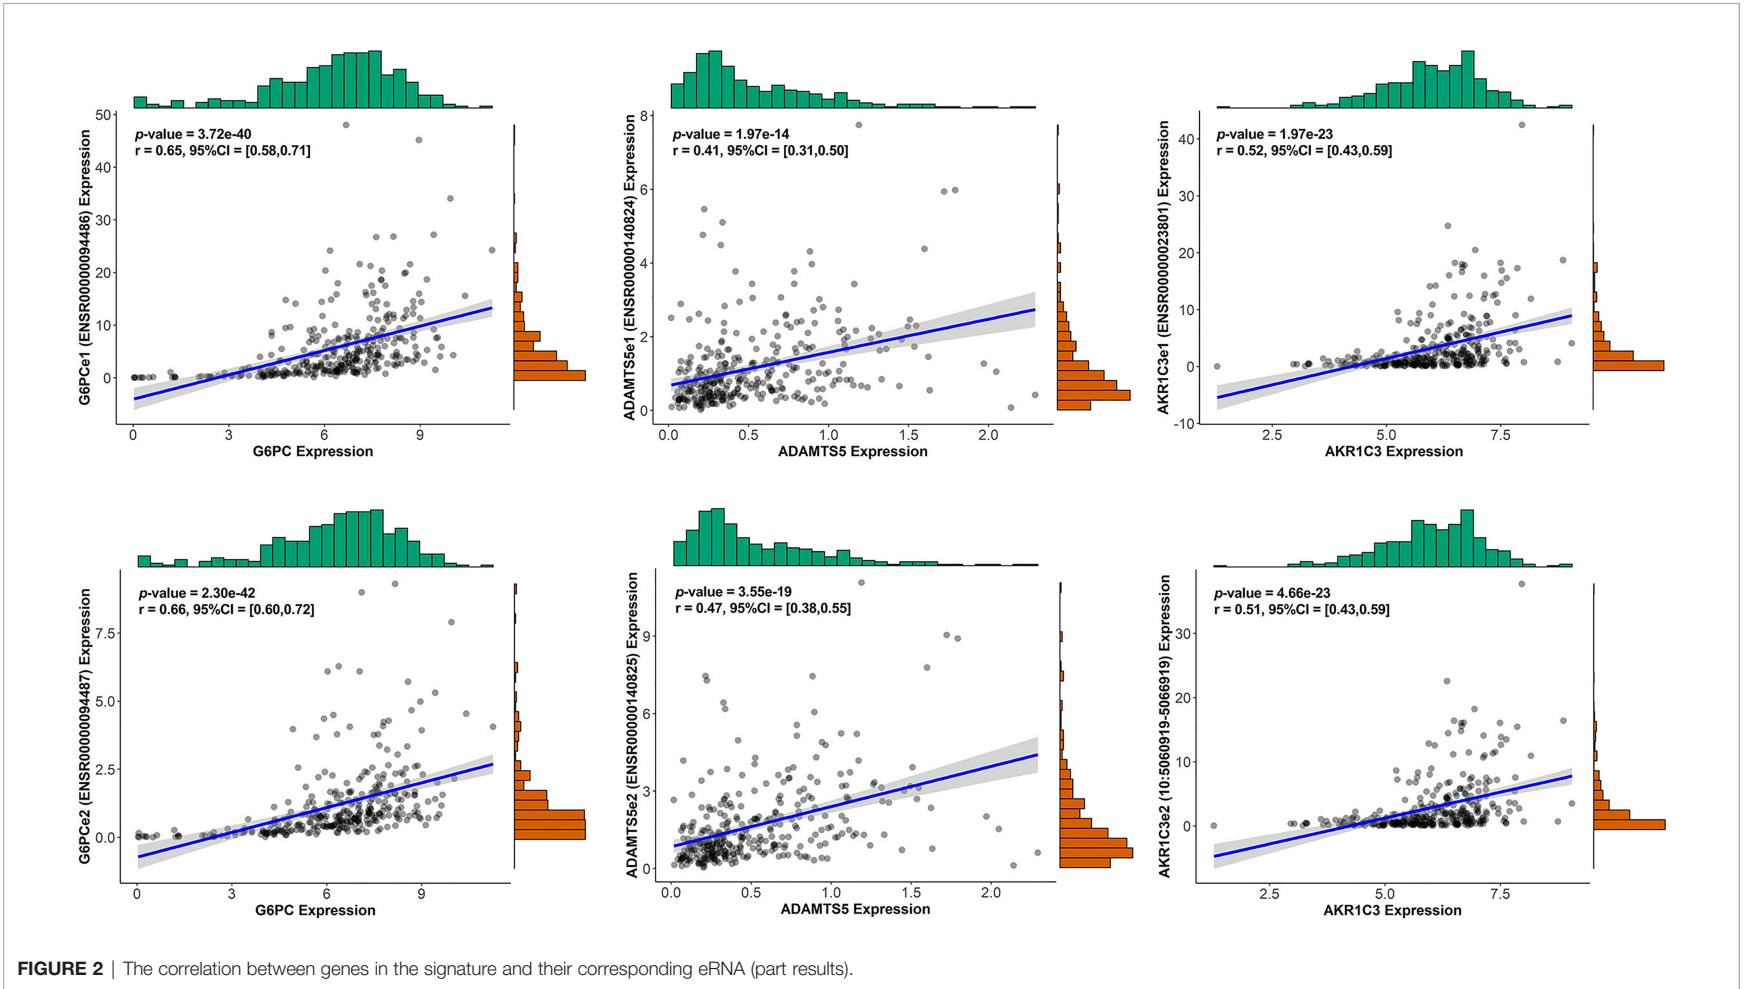 p-value = 3.72e-40
r = 0.65, 95%CI = [0.58,0.71]
G6PCe1 (ENSR00000094486) Expression
50
40
30
20
10
0
0 3 6 9
G6PC Expression
p-value = 1.97e-14
r = 0.41, 95%CI = [0.31,0.50]
ADAMTS5e1 (ENSR00000140824) Expression
8
6
4
2
0
0.0 0.5 1.0 1.5 2.0
ADAMTS5 Expression
p-value = 1.97e-23
r = 0.52, 95%CI = [0.43,0.59]
AKR1C3e1 (ENSR00000023801) Expression
40
30
20
10
0
-10
2.5 5.0 7.5
AKR1C3 Expression
p-value = 2.30e-42
r = 0.66, 95%CI = [0.60,0.72]
G6PCe2 (ENSR00000094487) Expression
7.5
5.0
2.5
0.0
0 3 6 9
G6PC Expression
p-value = 3.55e-19
r = 0.47, 95%CI = [0.38,0.55]
ADAMTS5e2 (ENSR00000140825) Expression
9
6
3
0
0.0 0.5 1.0 1.5 2.0
ADAMTS5 Expression
p-value = 4.66e-23
r = 0.51, 95%CI = [0.43,0.59]
AKR1C3e2 (10:5060919-5066919) Expression
30
20
10
0
2.5 5.0 7.5
AKR1C3 Expression
FIGURE 2 | The correlation between genes in the signature and their corresponding eRNA (part results).